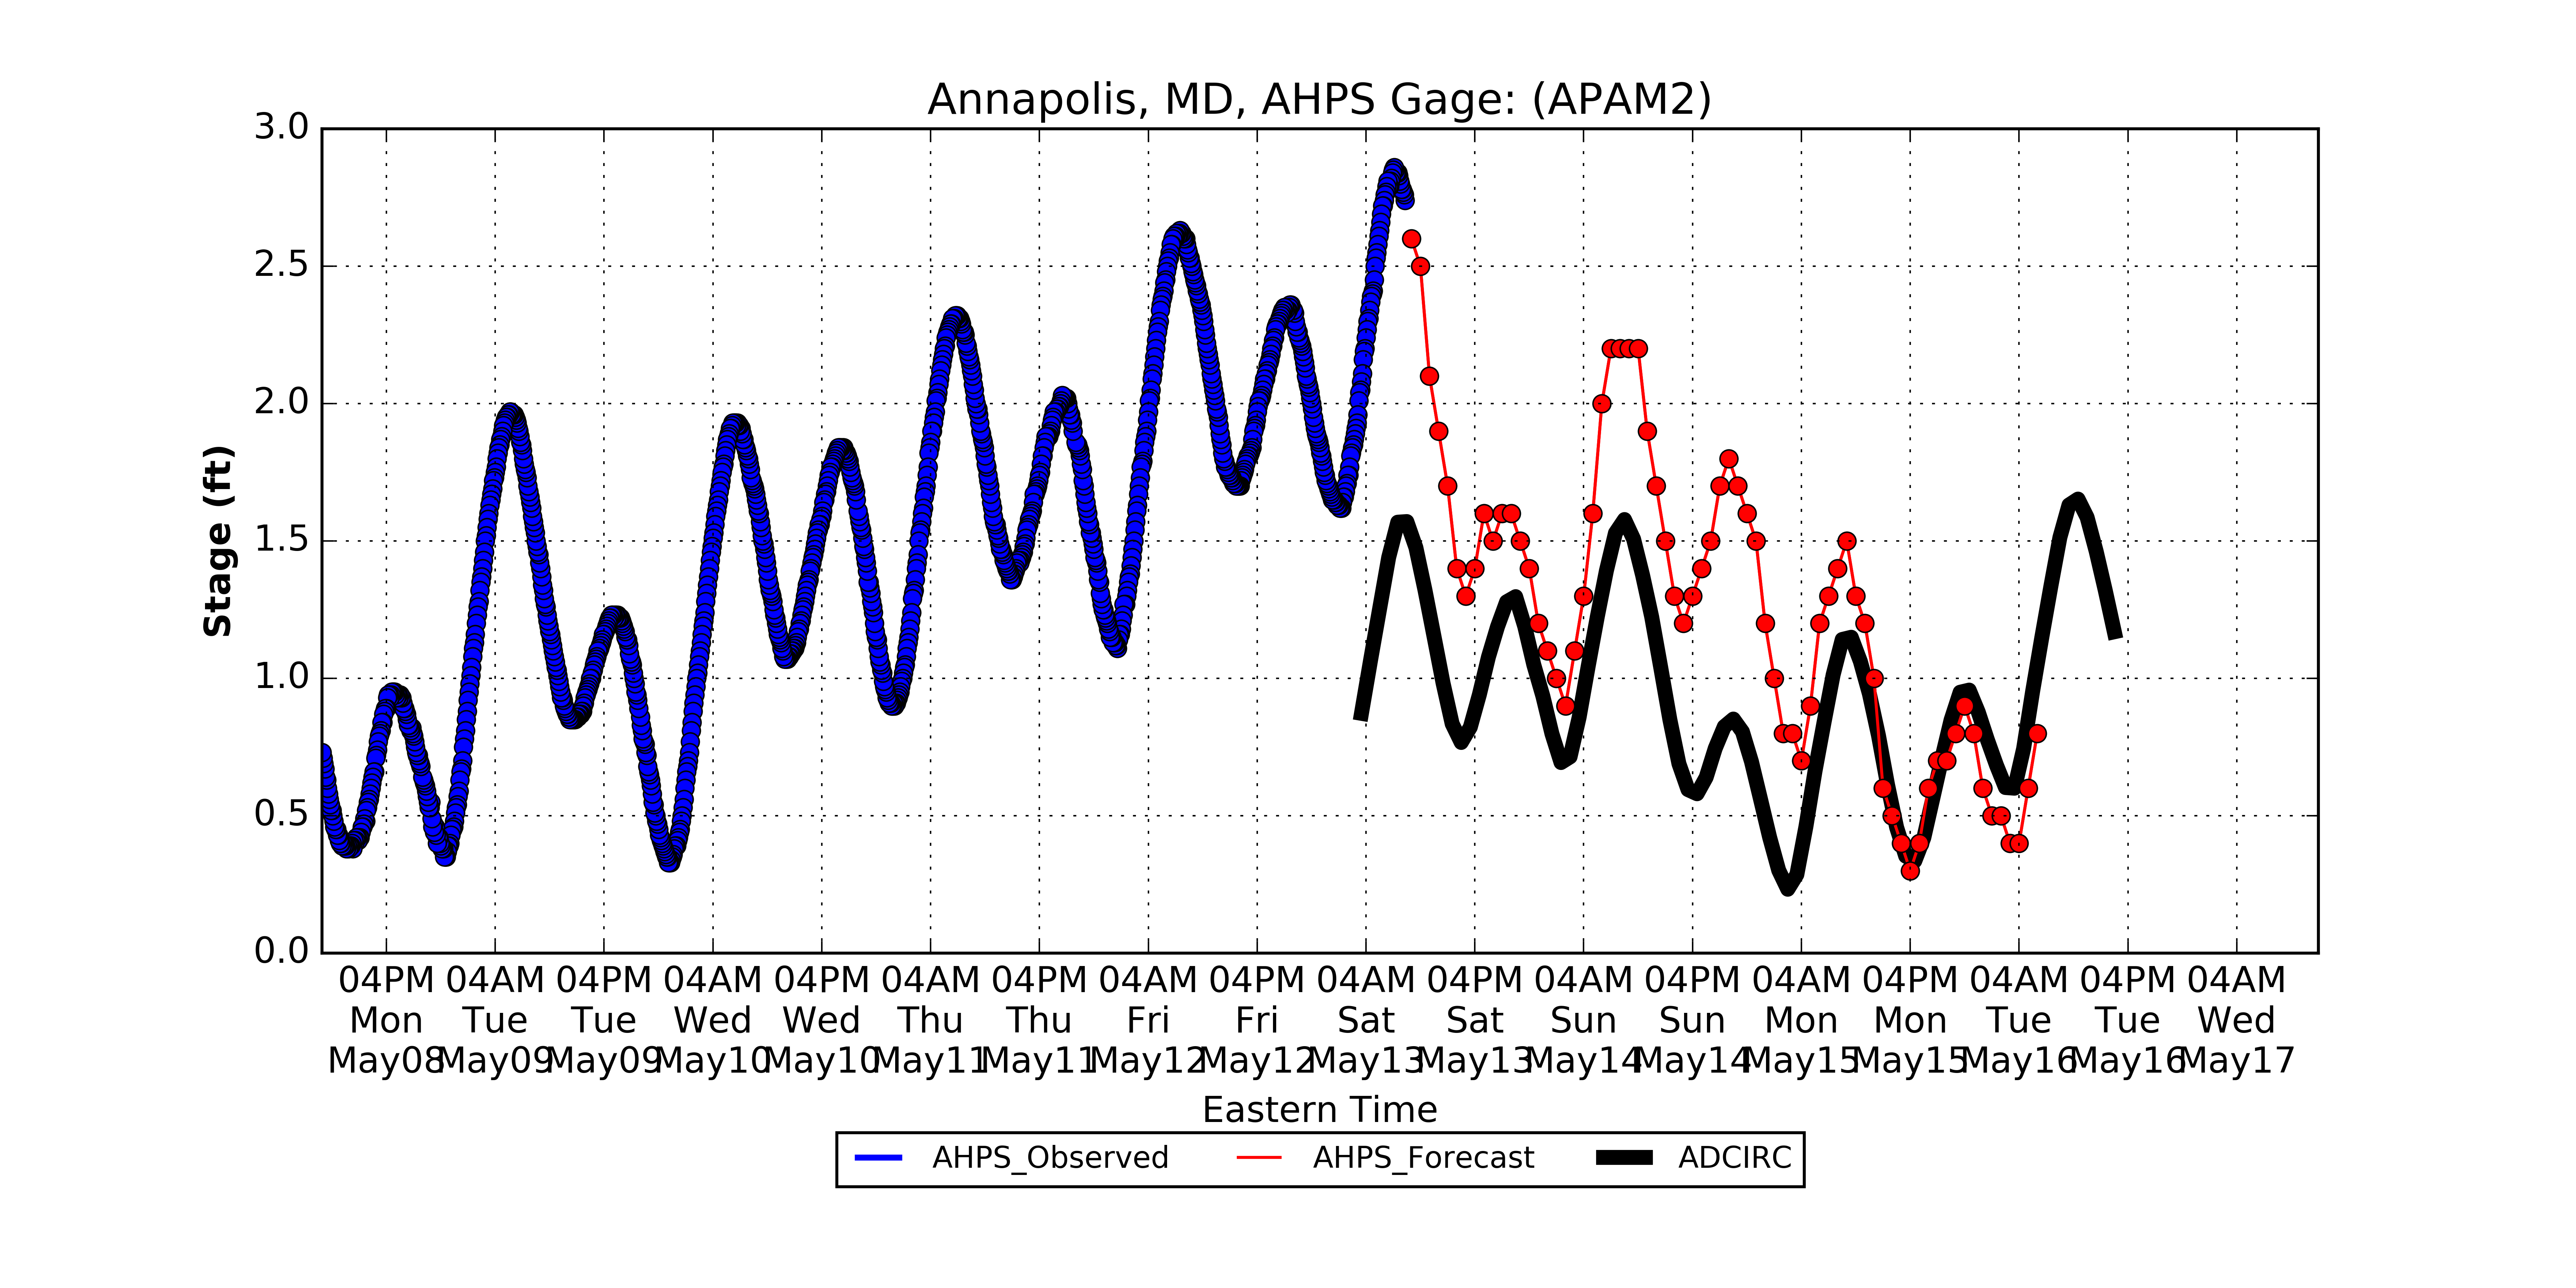 Annapolis, MD, AHPS Gage: (APAM2)
3.0
2.5
2.0
1.5
1.0
0.5
0.0
Stage (ft)
04PM 04AM 04PM 04AM 04PM 04AM 04PM 04AM 04PM 04AM 04PM 04AM 04PM 04AM 04PM 04AM 04PM 04AM
Mon Tue Tue Wed Wed Thu Thu Fri Fri Sat Sat Sun Sun Mon Mon Tue Tue Wed
May08 May09 May09 May10 May10 May11 May11 May12 May12 May13 May13 May14 May14 May15 May15 May16 May16 May17
Eastern Time
AHPS_Observed AHPS_Forecast ADCIRC